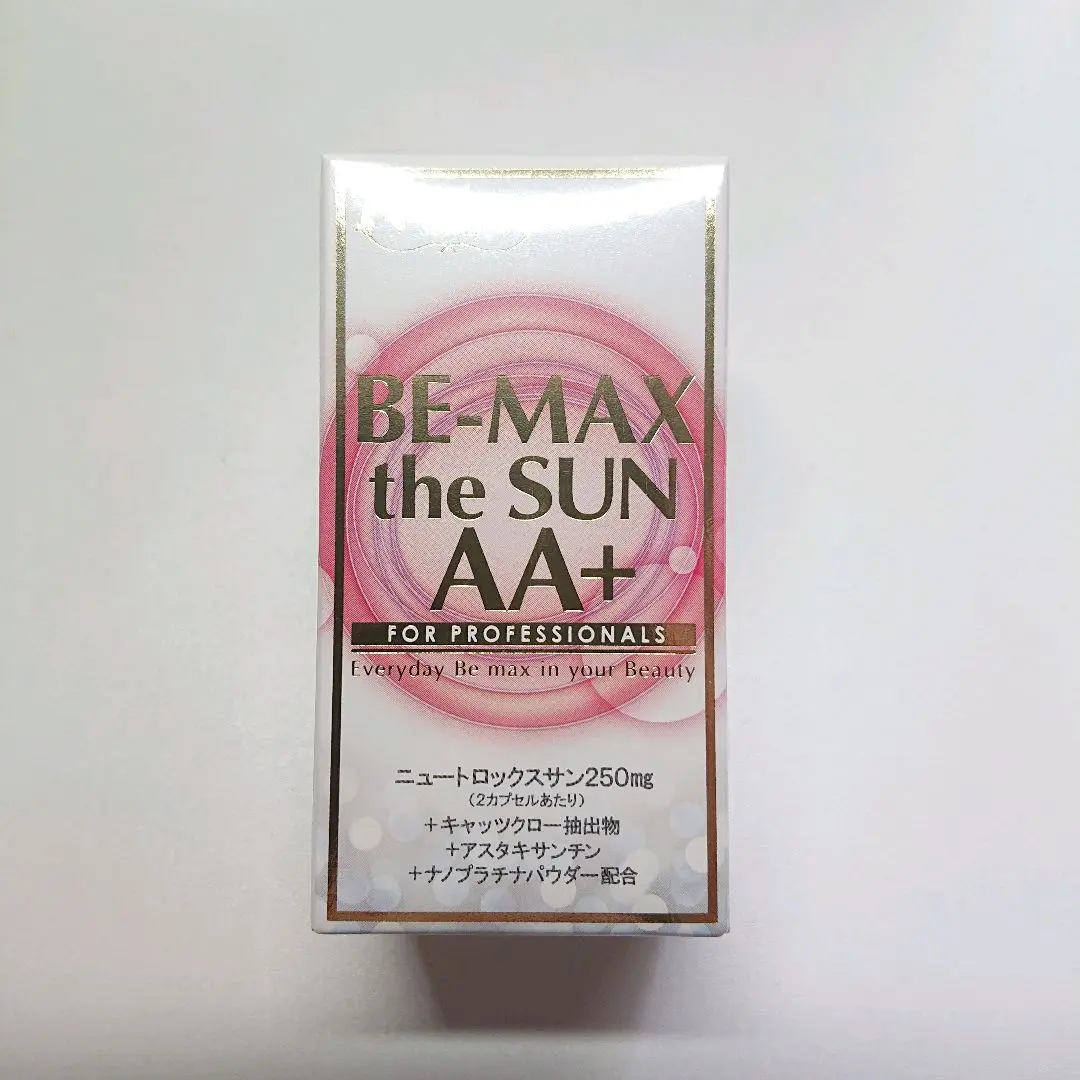 BE-MAX
the SUN
AA+
FOR PROFESSIONALS
Everyday Be max in your Beauty
ニュートロックスサン250mg
(2カプセルあたり)
+キャッツクロー抽出物
+アスタキサンチン
+ナノプラチナパウダー配合